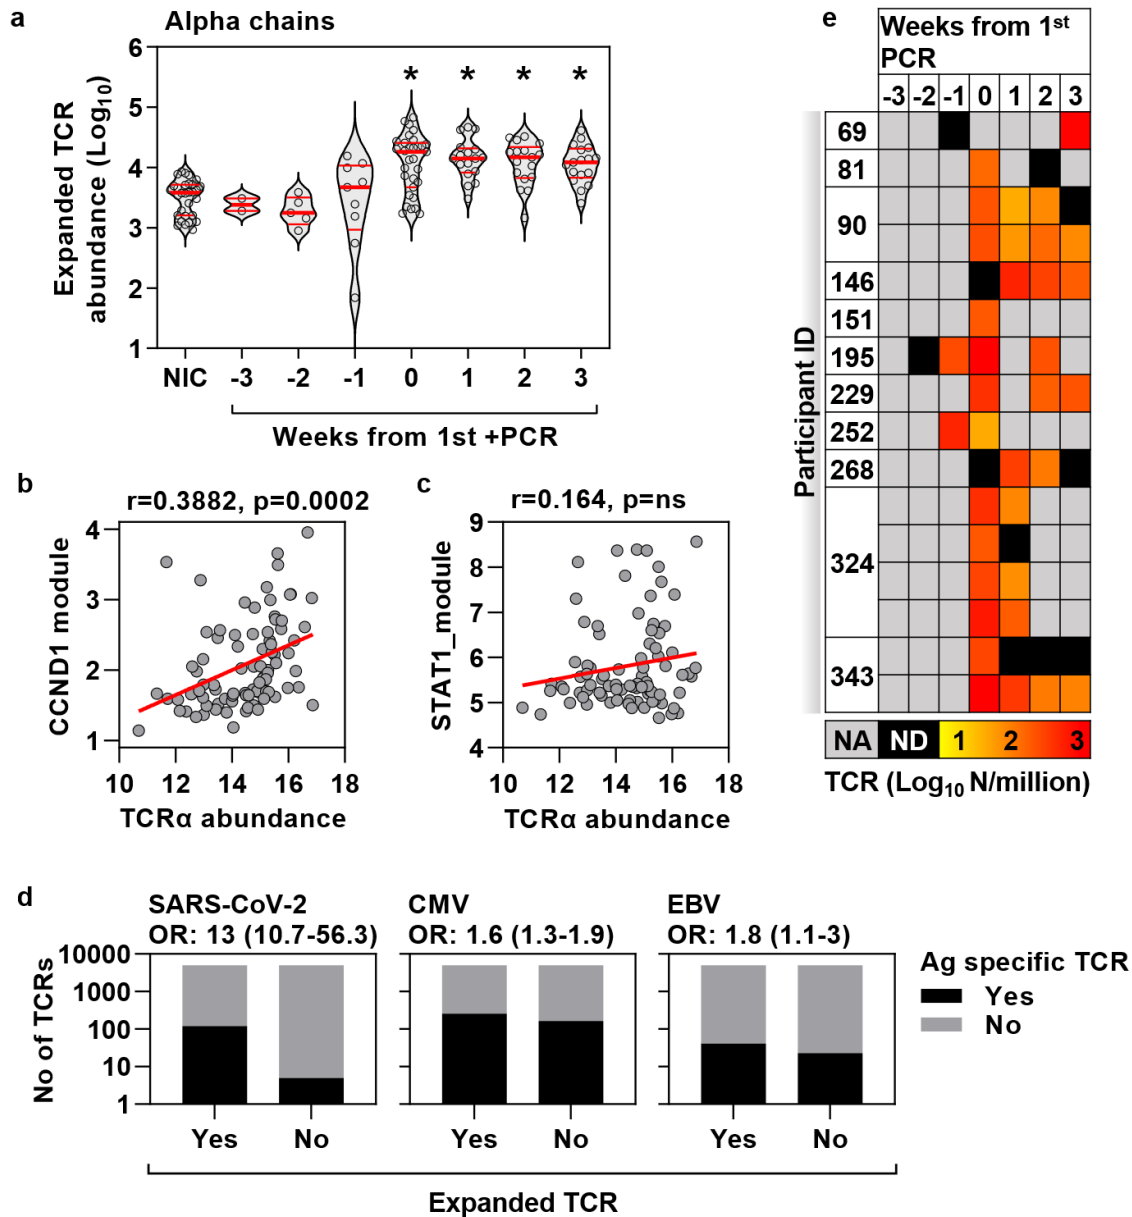 a
Alpha chains
Expanded TCR
abundance (Log10)
6
5
4
3
2
1
* * * *
NIC -3 -2 -1 0 1 2 3
Weeks from 1st +PCR
b
r=0.3882, p=0.0002
CCND1 module
4
3
2
1
10 12 14 16 18
TCRα abundance
c
r=0.164, p=ns
STAT1_module
9
8
7
6
5
4
10 12 14 16 18
TCRα abundance
d
SARS-CoV-2
OR: 13 (10.7-56.3)
CMV
OR: 1.6 (1.3-1.9)
EBV
OR: 1.8 (1.1-3)
No of TCRs
10000
1000
100
10
1
Yes No
Yes No
Yes No
Expanded TCR
Ag specific TCR
Yes
No
e
Weeks from 1st
PCR
-3 -2 -1 0 1 2 3
Participant ID
69
81
90
146
151
195
229
252
268
324
343
NA ND 1 2 3
TCR (Log10 N/million)